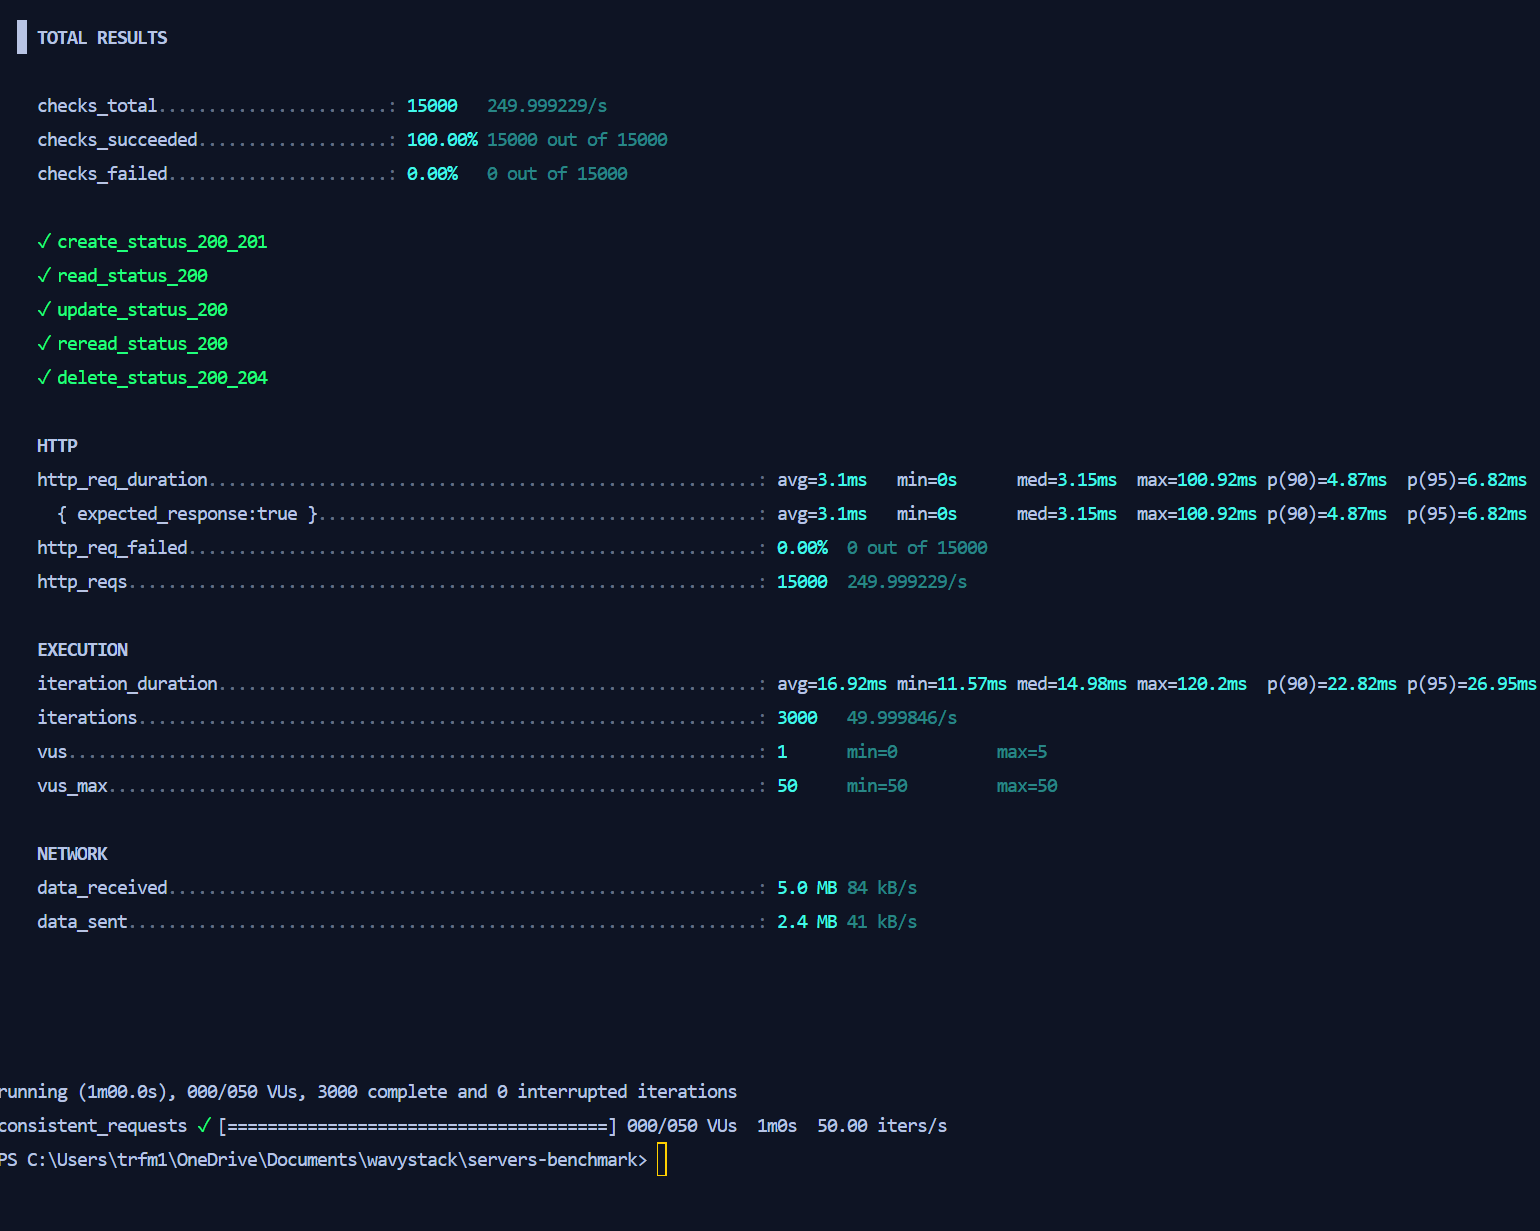 TOTAL RESULTS
checks_total.......................: 15000 249.999229/s
checks_succeeded...................: 100.00% 15000 out of 15000
checks_failed......................: 0.00% 0 out of 15000
✓ create_status_200_201
✓ read_status_200
✓ update_status_200
✓ reread_status_200
✓ delete_status_200_204
HTTP
http_req_duration.......................................................: avg=3.1ms min=0s med=3.15ms max=100.92ms p(90)=4.87ms p(95)=6.82ms
{ expected_response:true }............................................: avg=3.1ms min=0s med=3.15ms max=100.92ms p(90)=4.87ms p(95)=6.82ms
http_req_failed.........................................................: 0.00% 0 out of 15000
http_reqs...............................................................: 15000 249.999229/s
EXECUTION
iteration_duration......................................................: avg=16.92ms min=11.57ms med=14.98ms max=120.2ms p(90)=22.82ms p(95)=26.95ms
iterations..............................................................: 3000 49.999846/s
vus.....................................................................: 1 min=0 max=5
vus_max.................................................................: 50 min=50 max=50
NETWORK
data_received...........................................................: 5.0 MB 84 kB/s
data_sent...............................................................: 2.4 MB 41 kB/s
running (1m00.0s), 000/050 VUs, 3000 complete and 0 interrupted iterations
consistent_requests ✓ [======================================] 000/050 VUs 1m0s 50.00 iters/s
PS C:\Users\trfm1\OneDrive\Documents\wavystack\servers-benchmark>